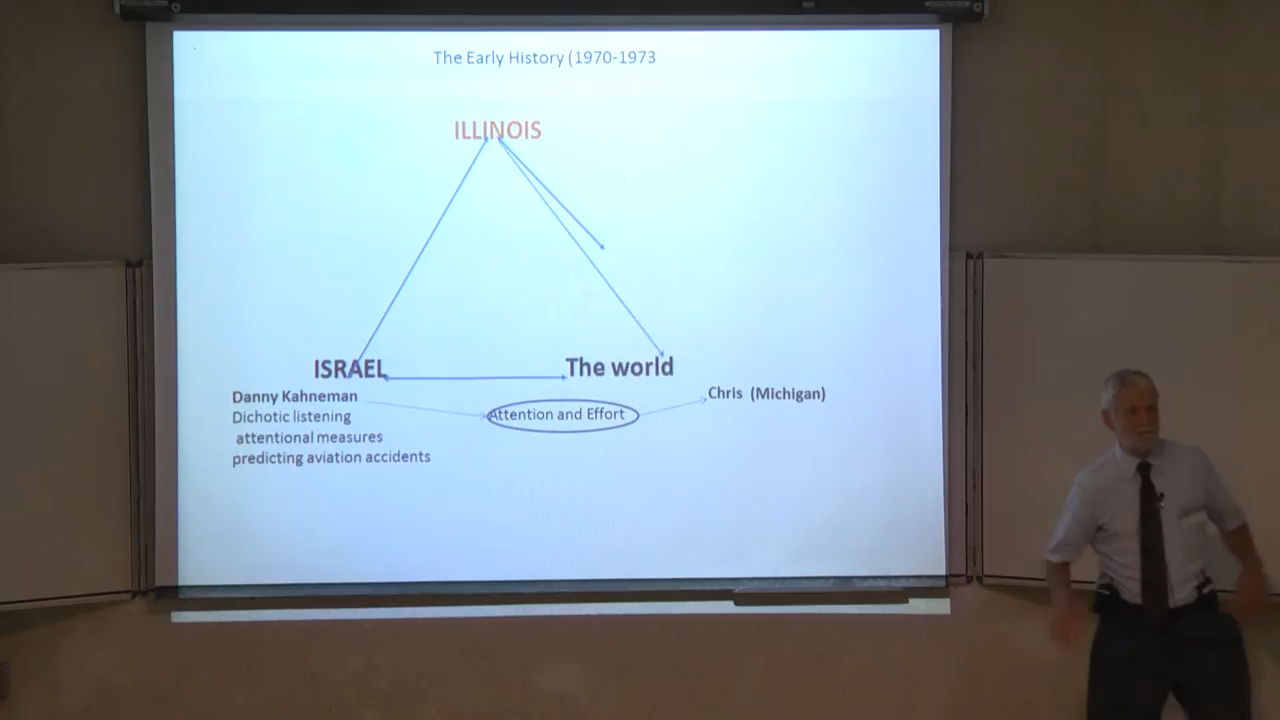 The Early History (1970-1973
ILLINOIS
ISRAEL
The world
Danny Kahneman
Dichotic listening
attentional measures
predicting aviation accidents
Attention and Effort
Chris (Michigan)